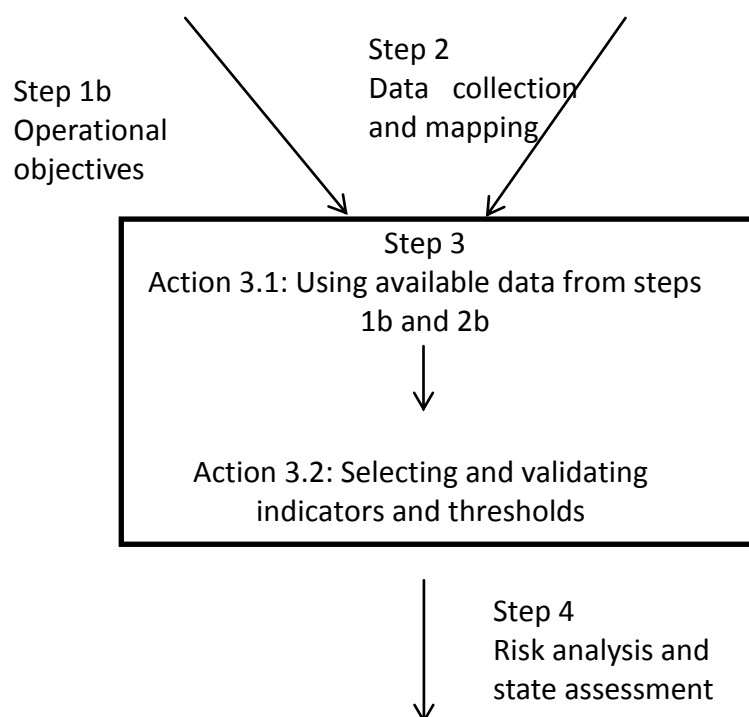 Step 1b
Operational
objectives
Step 2
Data collection
and mapping
Step 3
Action 3.1: Using available data from steps
1b and 2b
Action 3.2: Selecting and validating
indicators and thresholds
Step 4
Risk analysis and
state assessment